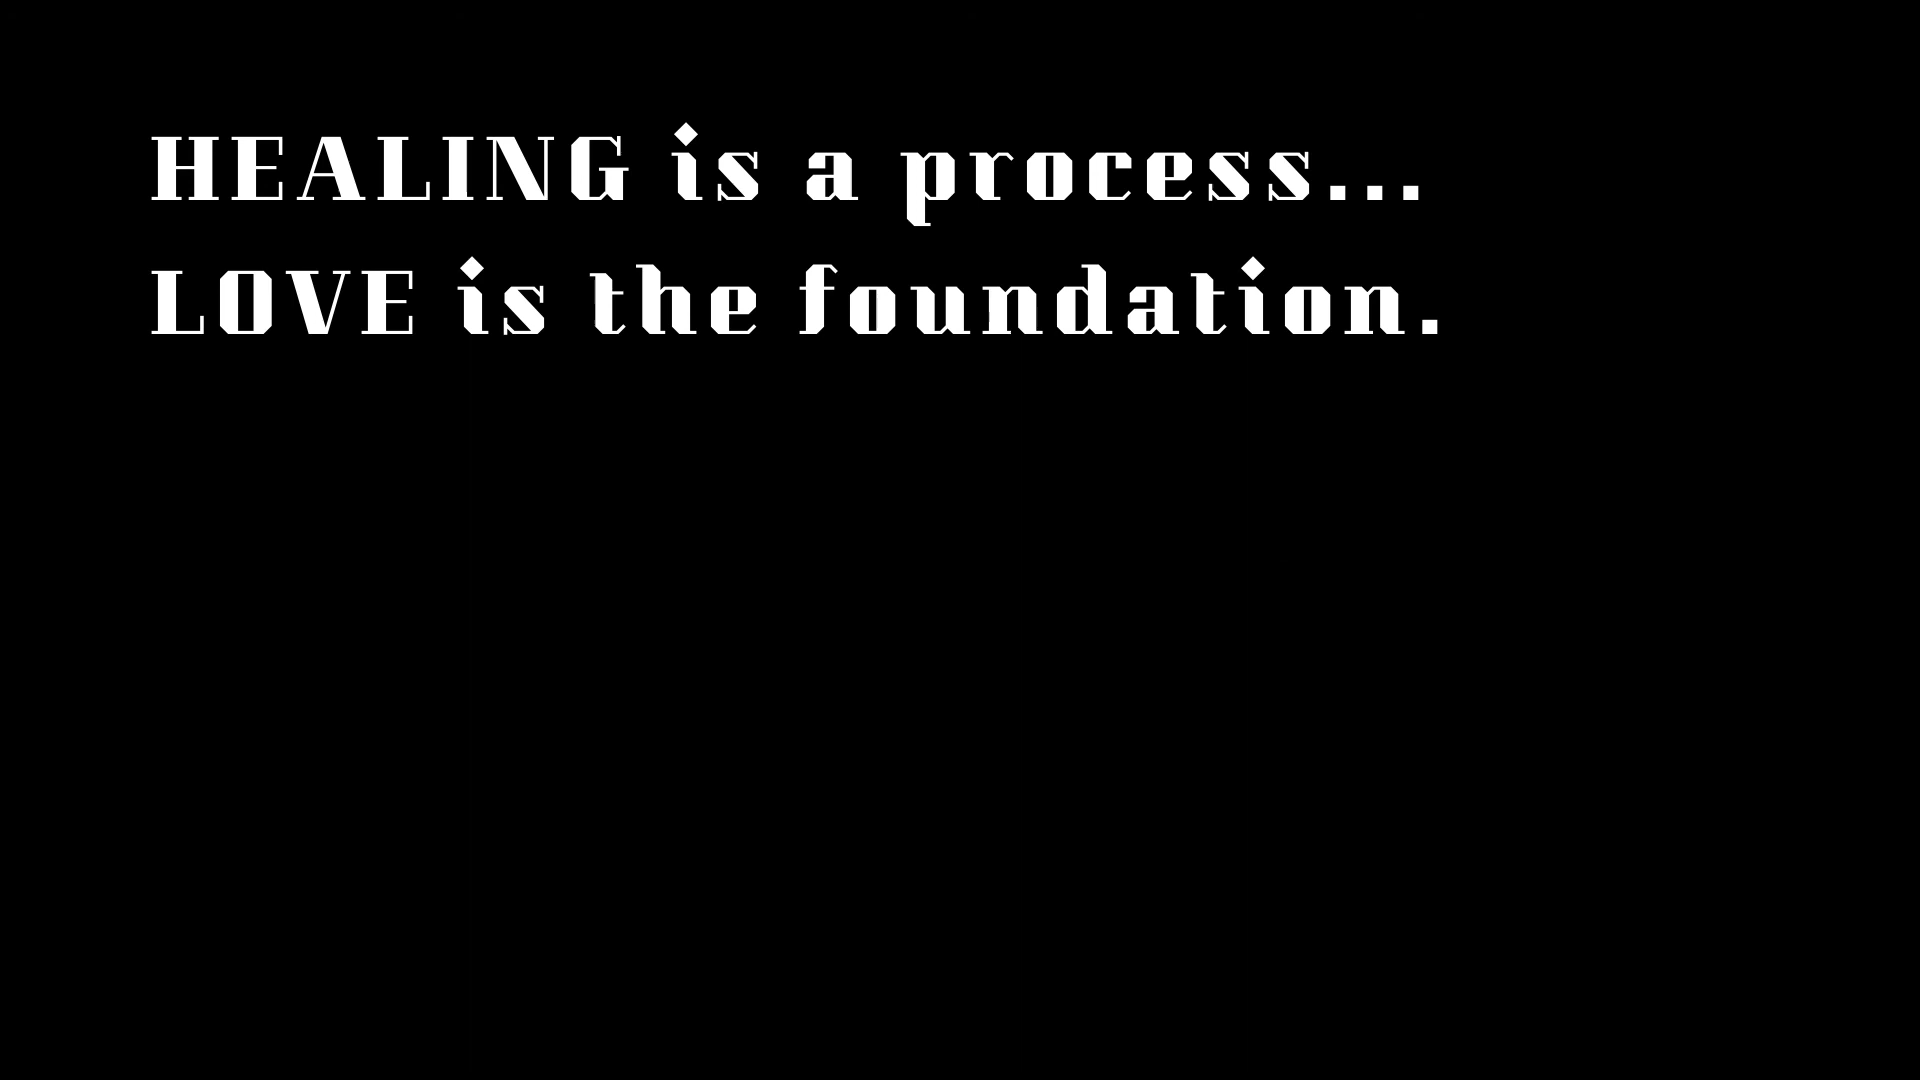 HEALING is a process...
LOVE is the foundation.